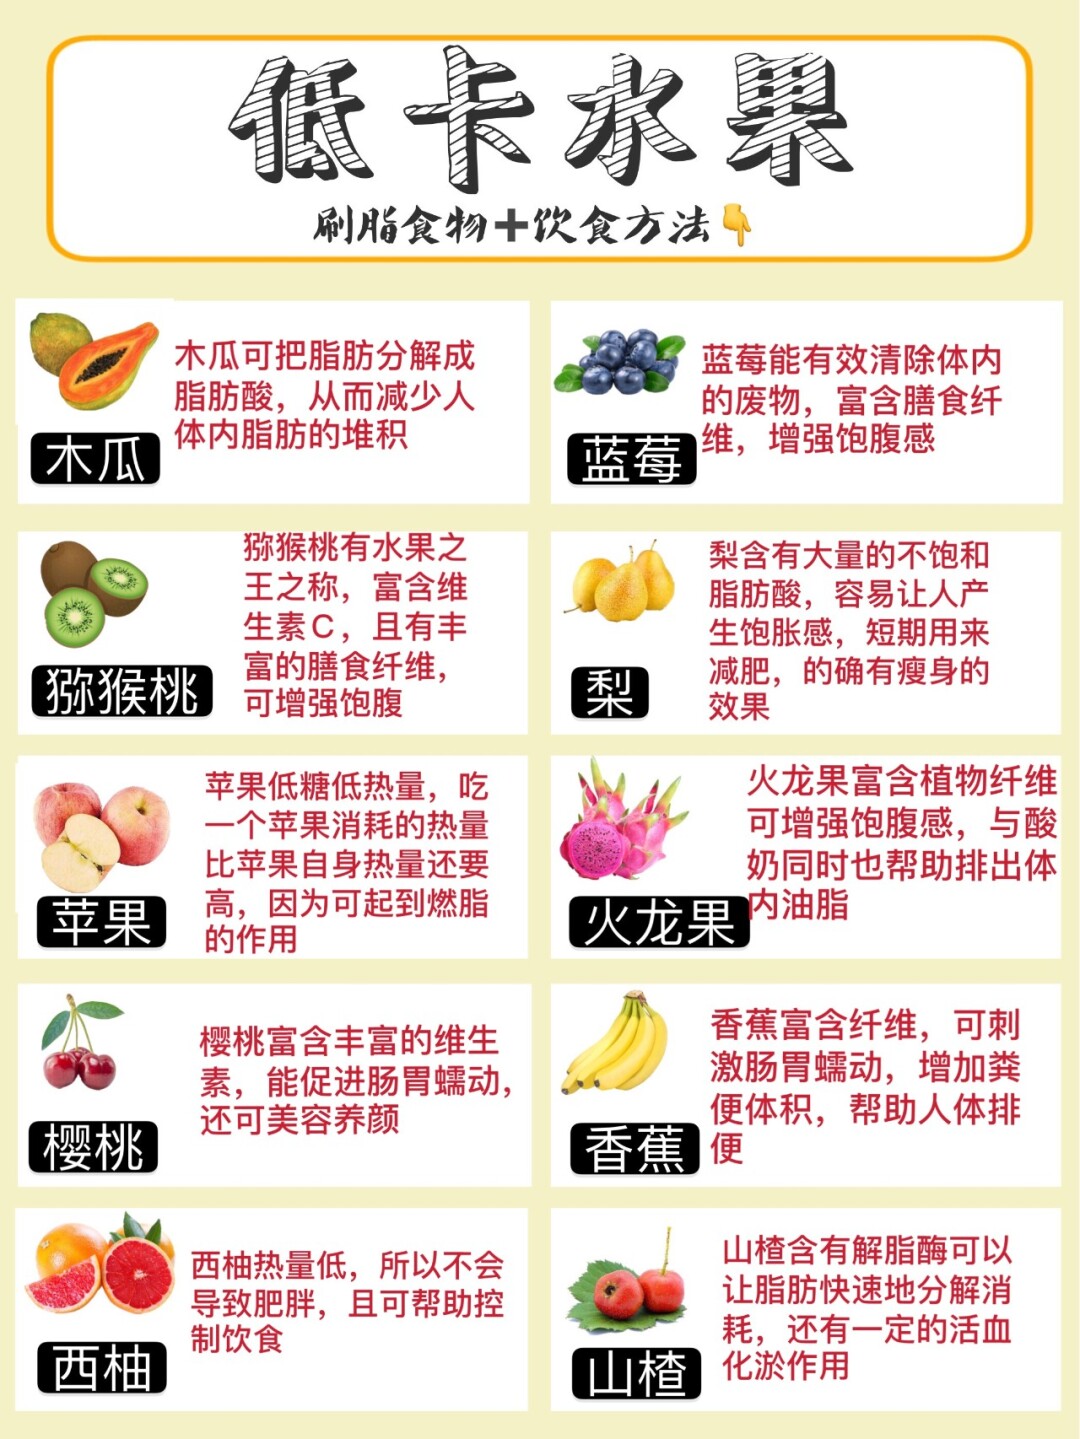 低卡水果
刷脂食物➕饮食方法👇
木瓜可把脂肪分解成
脂肪酸，从而减少人
体内脂肪的堆积
木瓜
蓝莓能有效清除体内
的废物，富含膳食纤
维，增强饱腹感
蓝莓
猕猴桃有水果之
王之称，富含维
生素C，且有丰
富的膳食纤维，
可增强饱腹
猕猴桃
梨含有大量的不饱和
脂肪酸，容易让人产
生饱胀感，短期用来
减肥，的确有瘦身的
效果
梨
苹果低糖低热量，吃
一个苹果消耗的热量
比苹果自身热量还要
高，因为可起到燃脂
的作用
苹果
火龙果富含植物纤维
可增强饱腹感，与酸
奶同时也帮助排出体
内油脂
火龙果
樱桃富含丰富的维生
素，能促进肠胃蠕动，
还可美容养颜
樱桃
香蕉富含纤维，可刺
激肠胃蠕动，增加粪
便体积，帮助人体排
便
香蕉
西柚热量低，所以不会
导致肥胖，且可帮助控
制饮食
西柚
山楂含有解脂酶可以
让脂肪快速地分解消
耗，还有一定的活血
化淤作用
山楂